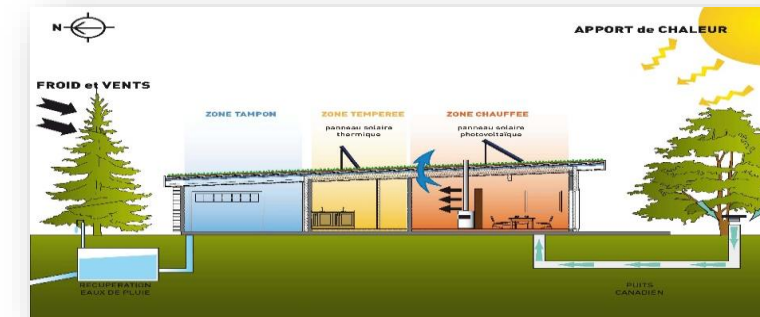 N
APPORT de CHALEUR
FROID et VENTS
ZONE TAMPON
ZONE TEMPEREE
ZONE CHAUFFEE
panneau solaire
thermique
panneau solaire
photovoltaïque
RECUPERATION
EAUX DE PLUIE
PUITS
CANADIEN